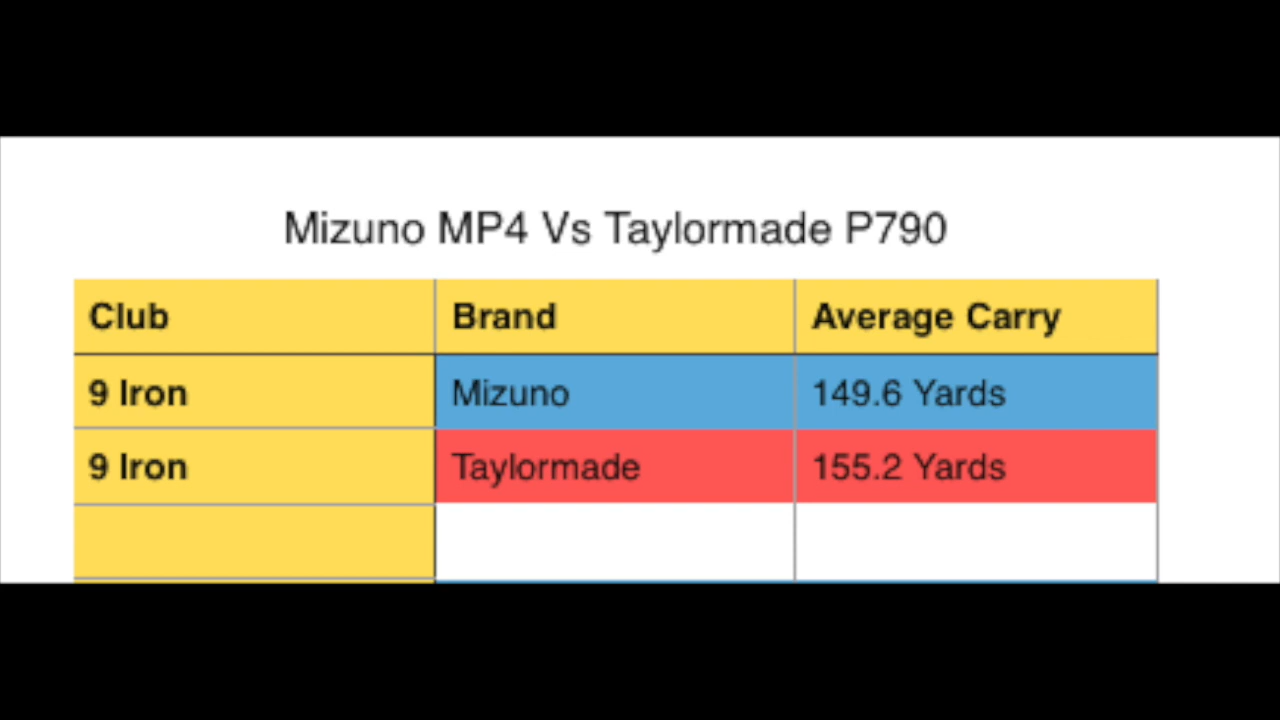 Mizuno MP4 Vs Taylormade P790
Club Brand Average Carry
9 Iron Mizuno 149.6 Yards
9 Iron Taylormade 155.2 Yards